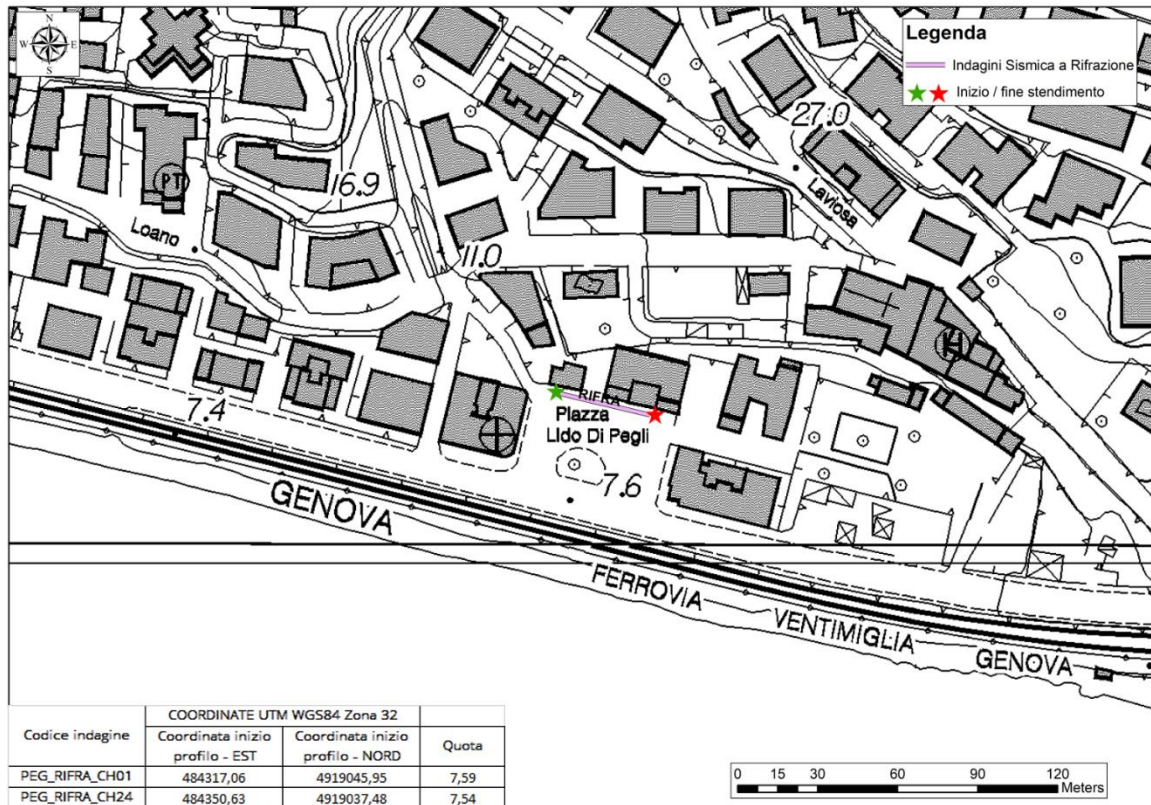 N
W E
S
Legenda
Indagini Sismica a Rifrazione
Inizio / fine stendimento
27.0
PT
16.9
Laviosa
Loano
11.0
H
RIFRA
7.4
Piazza
Lido Di Pegli
7.6
GENOVA
FERROVIA
VENTIMIGLIA
GENOVA
COORDINATE UTM WGS84 Zona 32
Codice indagine
Coordinata inizio profilo - EST
Coordinata inizio profilo - NORD
Quota
PEG_RIFRA_CH01 484317,06 4919045,95 7,59
PEG_RIFRA_CH24 484350,63 4919037,48 7,54
0 15 30 60 90 120
Meters